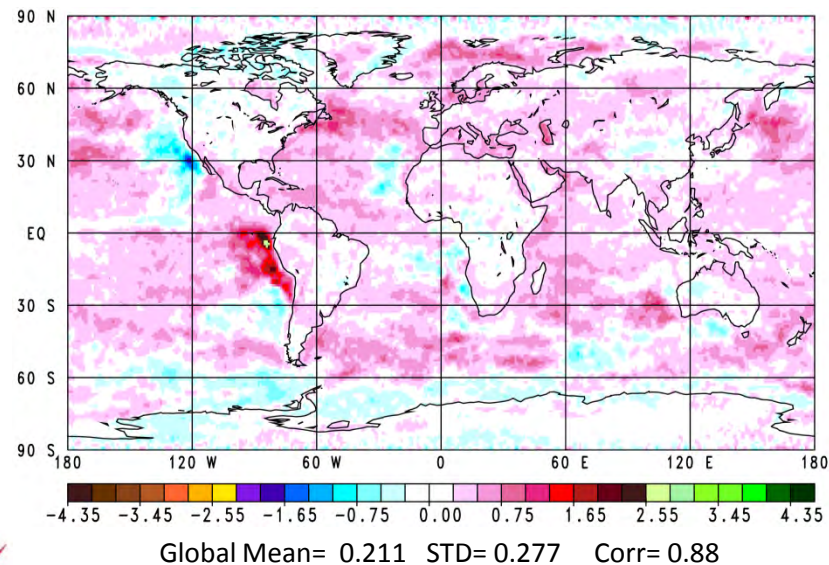 90 N
60 N
30 N
EQ
30 S
60 S
90 S
180 120 W 60 W 0 60 E 120 E 180
-4.35 -3.45 -2.55 -1.65 -0.75 0.00 0.75 1.65 2.55 3.45 4.35
Global Mean= 0.211 STD= 0.277 Corr= 0.88